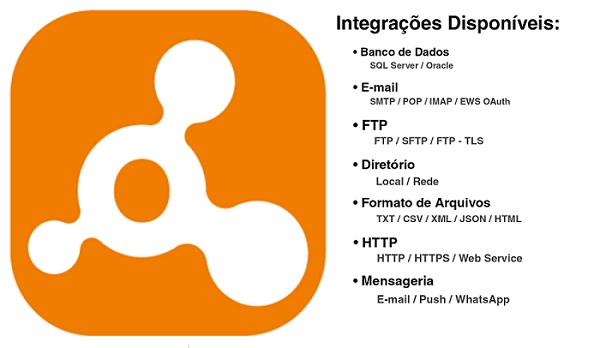 Integrações Disponíveis:
• Banco de Dados
SQL Server / Oracle
• E-mail
SMTP / POP / IMAP / EWS OAuth
• FTP
FTP / SFTP / FTP - TLS
• Diretório
Local / Rede
• Formato de Arquivos
TXT / CSV / XML / JSON / HTML
• HTTP
HTTP / HTTPS / Web Service
• Mensageria
E-mail / Push / WhatsApp